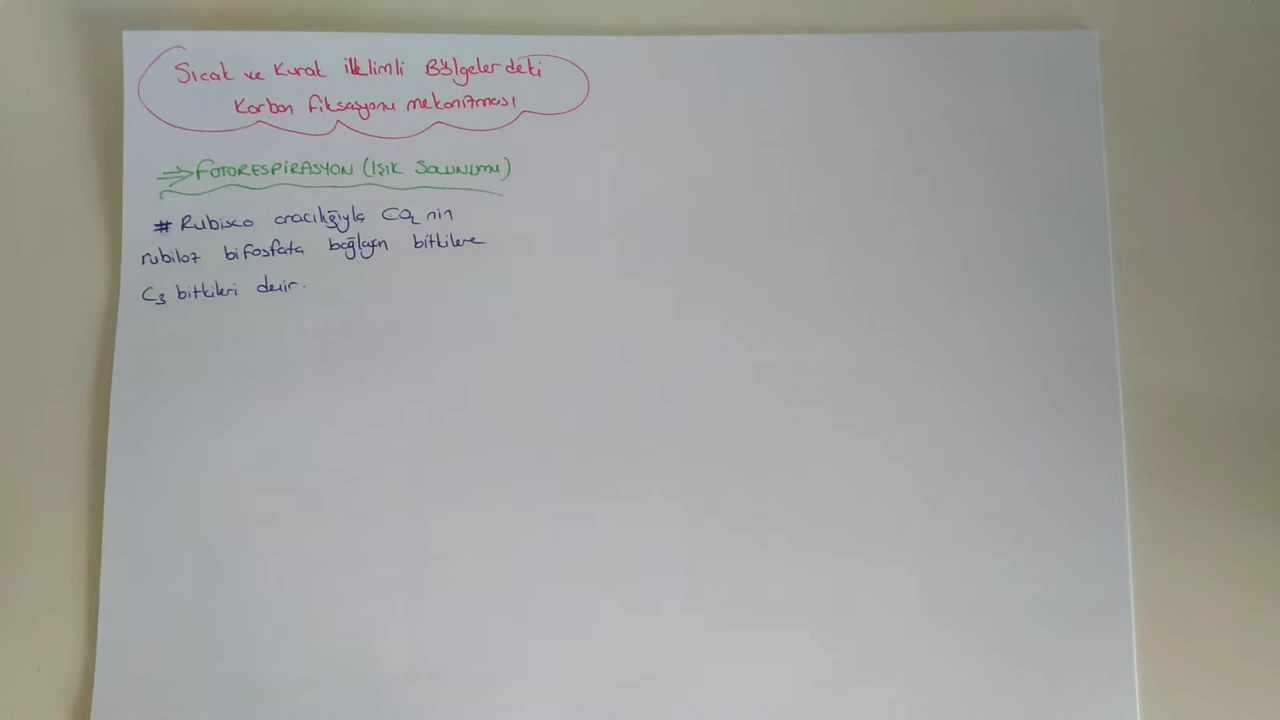 Sıcak ve Kurak iklimli Bölgelerdeki
Karbon fiksasyonu mekanizması
⇒ FOTORESPİRASYON (IŞIK SOLUNUMU)
# Rubisco aracılığıyla CO₂ nin
rubiloz bifosfata bağlayan bitkilere
C₃ bitkileri denir.